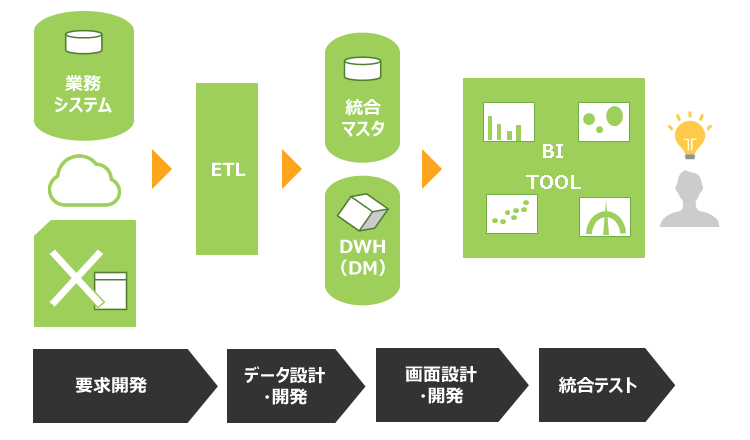 業務
システム
ETL
統合
マスタ
DWH
（DM）
BI
TOOL
要求開発
データ設計
・開発
画面設計
・開発
統合テスト